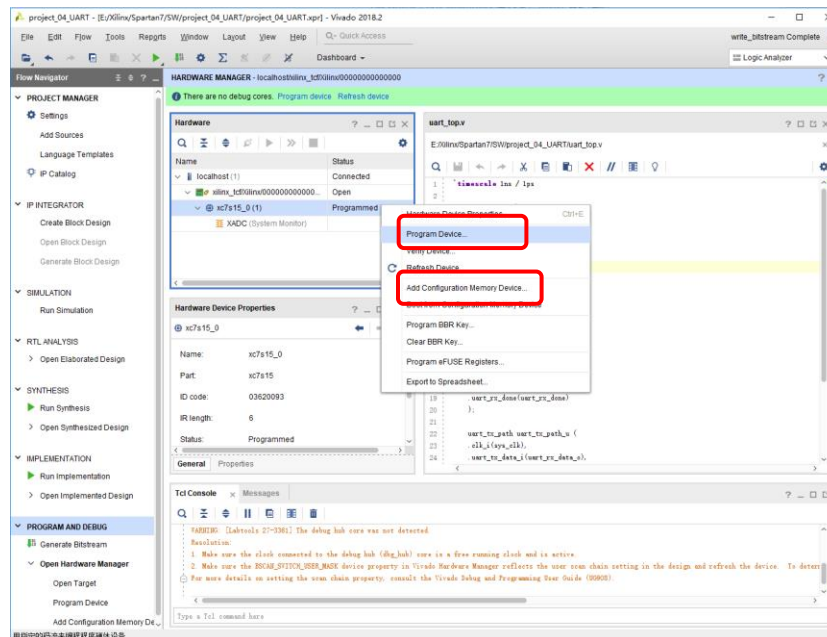 project_04_UART - [E:/Xilinx/Spartan7/SW/project_04_UART/project_04_UART.xpr] - Vivado 2018.2
File Edit Flow Tools Reports Window Layout View Help Quick Access
write_bitstream Complete
Dashboard
Logic Analyzer
Flow Navigator
HARDWARE MANAGER - localhost/xilinx_tcf/Xilinx/00000000000000
There are no debug cores. Program device Refresh device
PROJECT MANAGER
Settings
Add Sources
Language Templates
IP Catalog
IP INTEGRATOR
Create Block Design
Open Block Design
Generate Block Design
SIMULATION
Run Simulation
RTL ANALYSIS
Open Elaborated Design
SYNTHESIS
Run Synthesis
Open Synthesized Design
IMPLEMENTATION
Run Implementation
Open Implemented Design
PROGRAM AND DEBUG
Generate Bitstream
Open Hardware Manager
Open Target
Program Device
Add Configuration Memory De
Hardware
Name Status
localhost (1) Connected
xilinx_tcf/Xilinx/000000000000... Open
xc7s15_0 (1) Programmed
XADC (System Monitor)
Hardware Device Properties
xc7s15_0
Name: xc7s15_0
Part: xc7s15
ID code: 03620093
IR length: 6
Status: Programmed
General Properties
uart_top.v
E:/Xilinx/Spartan7/SW/project_04_UART/uart_top.v
1 `timescale 1ns / 1ps
2
Hardware Device Properties... Ctrl+E
Program Device...
Verify Device...
Refresh Device
Add Configuration Memory Device...
Boot from Configuration Memory Device
Program BBR Key...
Clear BBR Key...
Program eFUSE Registers...
Export to Spreadsheet...
19 .uart_rx_done(uart_rx_done)
20 );
21
22 uart_tx_path uart_tx_path_u (
23 .clk_i(sys_clk),
24 .uart_tx_data_i(uart_rx_data_o),
Tcl Console Messages
WARNING: [Labtools 27-3361] The debug hub core was not detected.
Resolution:
1. Make sure the clock connected to the debug hub (dbg_hub) core is a free running clock and is active.
2. Make sure the BSCAN_SWITCH_USER_MASK device property in Vivado Hardware Manager reflects the user scan chain setting in the design and refresh the device. To deter
For more details on setting the scan chain property, consult the Vivado Debug and Programming User Guide (UG908).
Type a Tcl command here